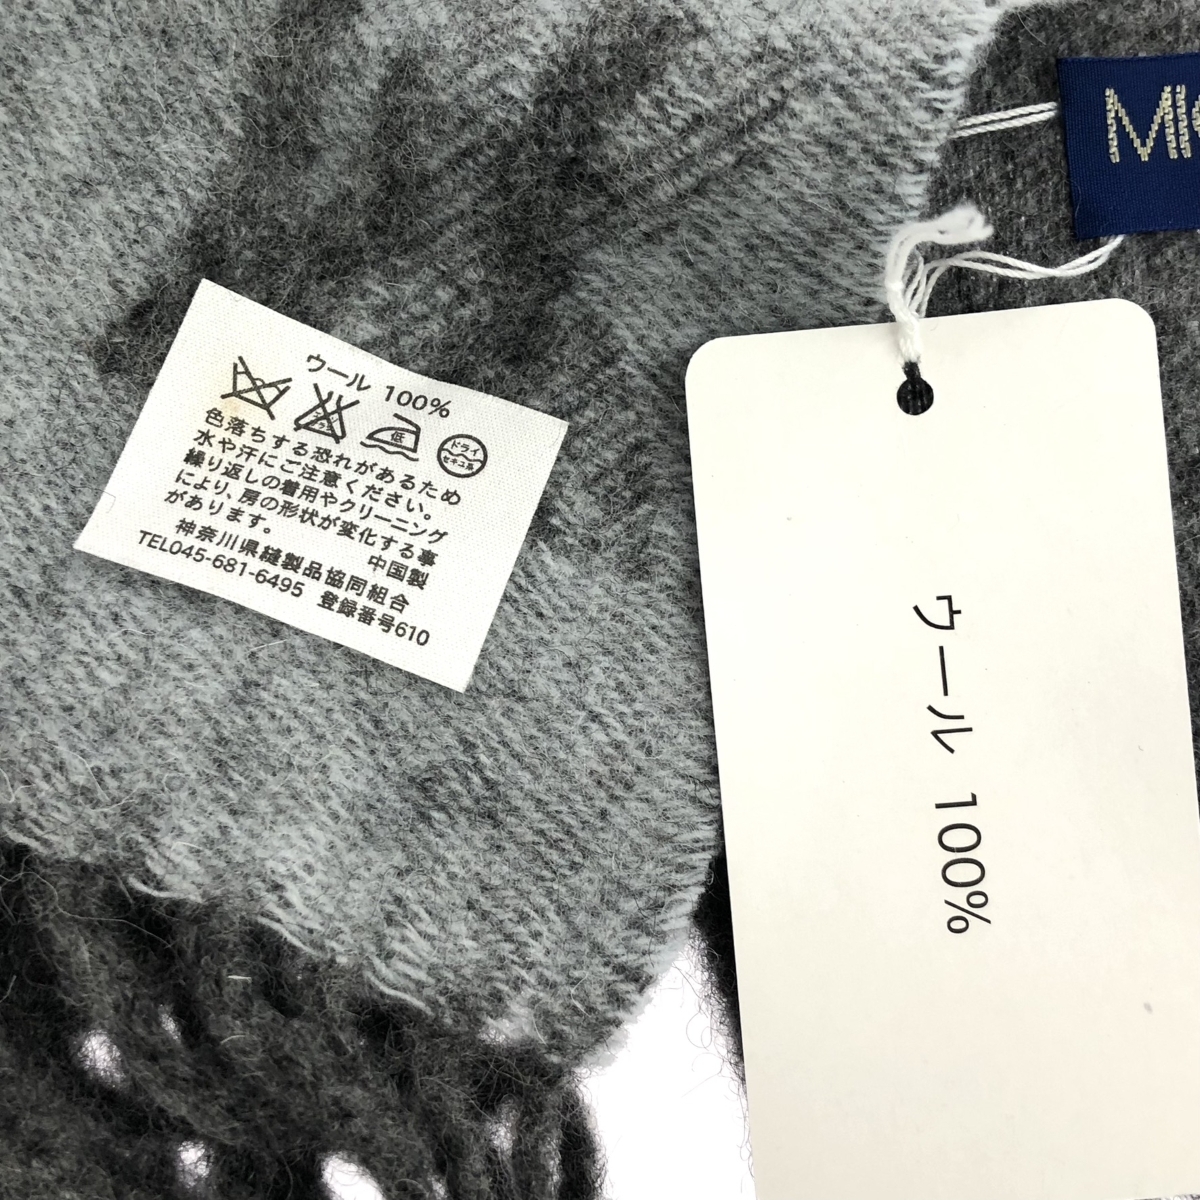 ウール 100%
低
ドライ
セキユ系
色落ちする恐れがあるため
水や汗にご注意ください。
繰り返しの着用やクリーニング
により、房の形状が変化する事
があります。
中国製
神奈川県縫製品協同組合
TEL045-681-6495 登録番号610
ウール 100%